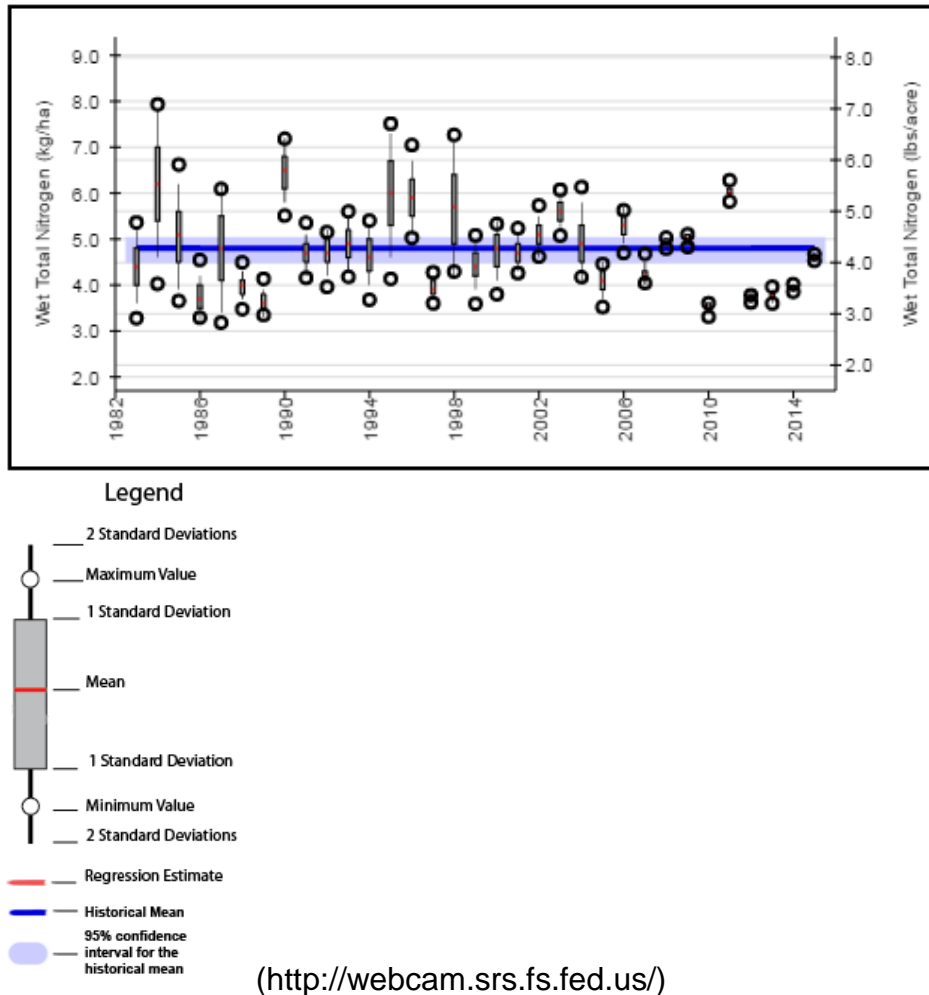 Wet Total Nitrogen (kg/ha)
9.0
8.0
7.0
6.0
5.0
4.0
3.0
2.0
1982
1986
1990
1994
1998
2002
2006
2010
2014
8.0
7.0
6.0
5.0
4.0
3.0
2.0
Wet Total Nitrogen (lbs/acre)
Legend
2 Standard Deviations
Maximum Value
1 Standard Deviation
Mean
1 Standard Deviation
Minimum Value
2 Standard Deviations
Regression Estimate
Historical Mean
95% confidence
interval for the
historical mean
(http://webcam.srs.fs.fed.us/)